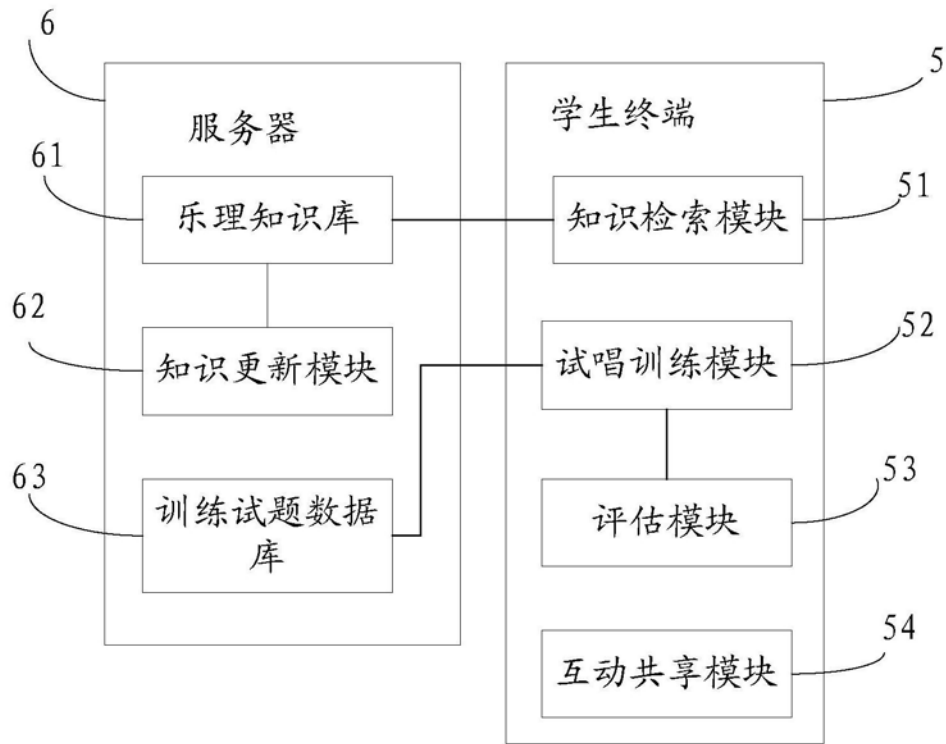 6
服务器
61
乐理知识库
62
知识更新模块
63
训练试题数据
库
5
学生终端
51
知识检索模块
52
试唱训练模块
53
评估模块
54
互动共享模块